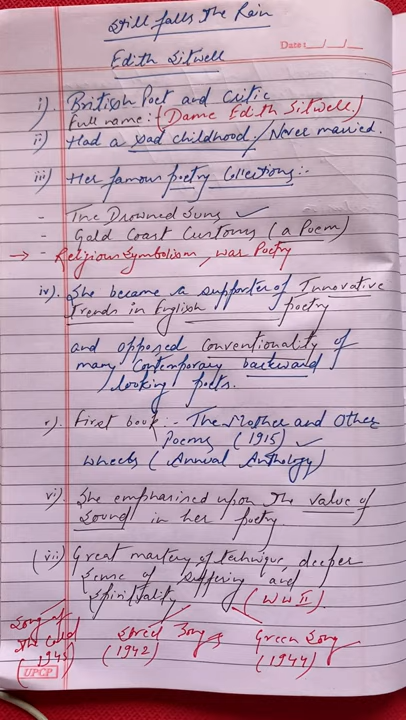 Still falls The Rain
Edith Sitwell
Date: __/__/__
i) British Poet and Critic
Full name:- (Dame Edith Sitwell.)
ii) Had a sad childhood / Never married.
iii) Her famous poetry Collections:-
- The Drowned Suns ✓
- Gold Coast Customs (a Poem)
→ - Religious Symbolism, War Poetry
iv). She became a supporter of Innovative
Trends in English poetry
and opposed conventionality of
many Contemporary backward
looking poets.
v). First book:- The Mother and Other
Poems (1915) ✓
Wheels (Annual Anthology)
vi) She emphasised upon The value of
Sound in her poetry.
(vii) Great mastery of technique, deeper
Sense of suffering and
Spirituality (WW II)
Song of
The Cold
(1945)
Street Songs
(1942)
Green Song
(1944)
UPCP